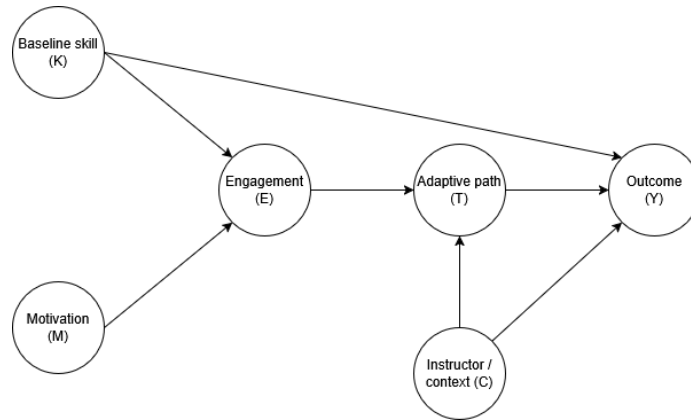 Baseline skill
(K)
Engagement
(E)
Adaptive path
(T)
Outcome
(Y)
Motivation
(M)
Instructor /
context (C)